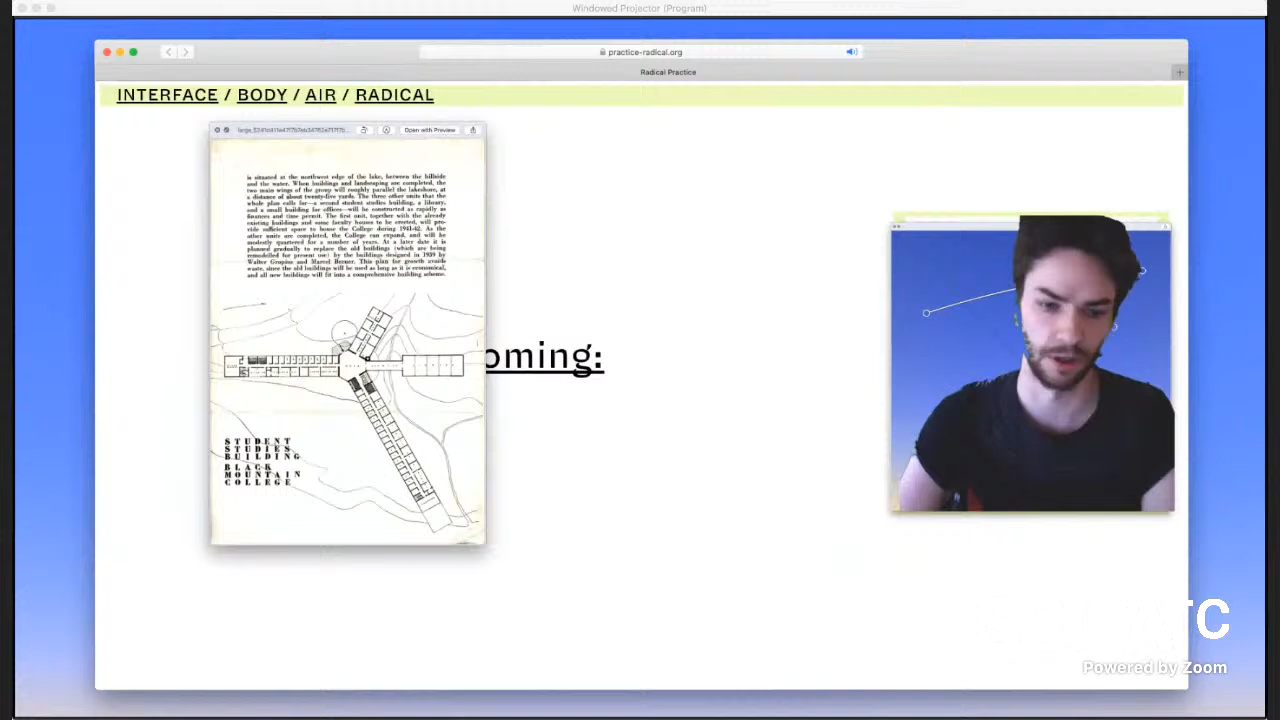 Windowed Projector (Program)
practice-radical.org
Radical Practice
INTERFACE / BODY / AIR / RADICAL
Open with Preview
is situated at the northwest edge of the lake, between the hillside
and the water. When buildings and landscaping are completed, the
two main wings of the group will roughly parallel the lakeshore, at
a distance of about twenty-five yards. The three other units that the
whole plan calls for—a second student studies building, a library,
and a small building for offices—will be constructed as rapidly as
finances and time permit. The first unit, together with the already
existing buildings and some faculty houses to be erected, will pro-
vide sufficient space to house the College during 1941-42. As the
other units are completed, the College can expand, and will be
modestly quartered for a number of years. At a later date it is
planned gradually to replace the old buildings (which are being
remodelled for present use) by the buildings designed in 1939 by
Walter Gropius and Marcel Breuer. This plan for growth avoids
waste, since the old buildings will be used as long as it is economical,
and all new buildings will fit into a comprehensive building scheme.
oming:
STUDENT
STUDIES
BUILDING
BLACK
MOUNTAIN
COLLEGE
TC
Powered by Zoom